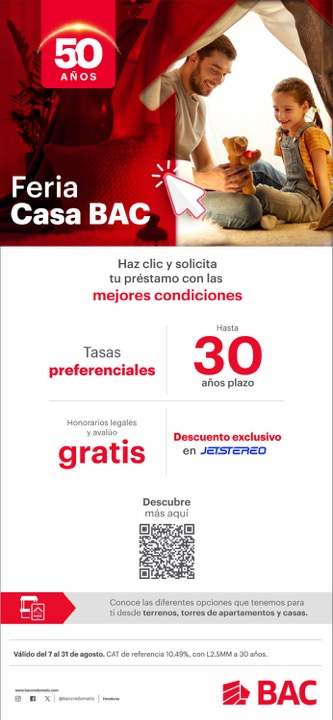 50
AÑOS
Feria
Casa BAC
Haz clic y solicita
tu préstamo con las
mejores condiciones
Tasas
preferenciales
Hasta
30
años plazo
Honorarios legales
y avalúo
gratis
Descuento exclusivo
en JETSTEREO
Descubre
más aquí
Conoce las diferentes opciones que tenemos para
ti desde terrenos, torres de apartamentos y casas.
Válido del 7 al 31 de agosto. CAT de referencia 10.49%, con L2.5MM a 30 años.
www.baccredomatic.com
@baccredomatic | Honduras
BAC